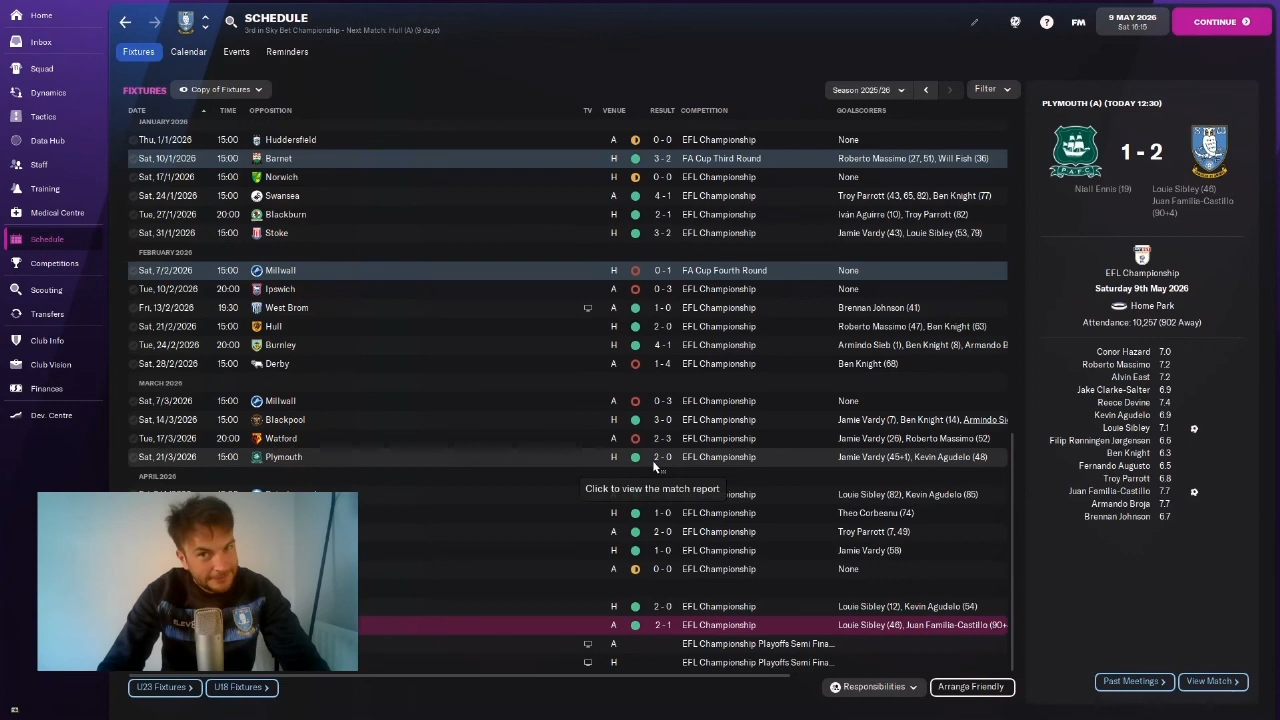 Home
Inbox
Squad
Dynamics
Tactics
Data Hub
Staff
Training
Medical Centre
Schedule
Competitions
Scouting
Transfers
Club Info
Club Vision
Finances
Dev. Centre
SCHEDULE
3rd in Sky Bet Championship - Next Match: Hull (A) (9 days)
? FM
9 MAY 2026
Sat 16:15
CONTINUE
Fixtures Calendar Events Reminders
FIXTURES Copy of Fixtures Season 2025/26 Filter
DATE TIME OPPOSITION TV VENUE RESULT COMPETITION GOALSCORERS
JANUARY 2026
Thu, 1/1/2026 15:00 Huddersfield A 0 - 0 EFL Championship None
Sat, 10/1/2026 15:00 Barnet H 3 - 2 FA Cup Third Round Roberto Massimo (27, 51), Will Fish (36)
Sat, 17/1/2026 15:00 Norwich H 0 - 0 EFL Championship None
Sat, 24/1/2026 15:00 Swansea A 4 - 1 EFL Championship Troy Parrott (43, 65, 82), Ben Knight (77)
Tue, 27/1/2026 20:00 Blackburn H 2 - 1 EFL Championship Iván Aguirre (10), Troy Parrott (82)
Sat, 31/1/2026 15:00 Stoke H 3 - 2 EFL Championship Jamie Vardy (43), Louie Sibley (53, 79)
FEBRUARY 2026
Sat, 7/2/2026 15:00 Millwall H 0 - 1 FA Cup Fourth Round None
Tue, 10/2/2026 20:00 Ipswich A 0 - 3 EFL Championship None
Fri, 13/2/2026 19:30 West Brom A 1 - 0 EFL Championship Brennan Johnson (41)
Sat, 21/2/2026 15:00 Hull H 2 - 0 EFL Championship Roberto Massimo (47), Ben Knight (63)
Tue, 24/2/2026 20:00 Burnley H 4 - 1 EFL Championship Armindo Sieb (1), Ben Knight (8), Armando B
Sat, 28/2/2026 15:00 Derby A 1 - 4 EFL Championship Ben Knight (68)
MARCH 2026
Sat, 7/3/2026 15:00 Millwall A 0 - 3 EFL Championship None
Sat, 14/3/2026 15:00 Blackpool H 3 - 0 EFL Championship Jamie Vardy (7), Ben Knight (14), Armindo Si
Tue, 17/3/2026 20:00 Watford A 2 - 3 EFL Championship Jamie Vardy (26), Roberto Massimo (52)
Sat, 21/3/2026 15:00 Plymouth H 2 - 0 EFL Championship Jamie Vardy (45+1), Kevin Agudelo (48)
APRIL 2026
Click to view the match report
EFL Championship Louie Sibley (82), Kevin Agudelo (85)
H 1 - 0 EFL Championship Theo Corbeanu (74)
A 2 - 0 EFL Championship Troy Parrott (7, 49)
H 1 - 0 EFL Championship Jamie Vardy (58)
A 0 - 0 EFL Championship None
H 2 - 0 EFL Championship Louie Sibley (12), Kevin Agudelo (54)
A 2 - 1 EFL Championship Louie Sibley (46), Juan Familia-Castillo (90+
A EFL Championship Playoffs Semi Fina...
H EFL Championship Playoffs Semi Fina...
U23 Fixtures U18 Fixtures Responsibilities Arrange Friendly
PLYMOUTH (A) (TODAY 12:30)
1 - 2
Niall Ennis (19) Louie Sibley (46)
Juan Familia-Castillo
(90+4)
EFL Championship
Saturday 9th May 2026
Home Park
Attendance: 10,257 (902 Away)
Conor Hazard 7.0
Roberto Massimo 7.2
Alvin East 7.2
Jake Clarke-Salter 6.9
Reece Devine 7.4
Kevin Agudelo 6.9
Louie Sibley 7.1
Filip Rønningen Jørgensen 6.6
Ben Knight 6.3
Fernando Augusto 6.5
Troy Parrott 6.8
Juan Familia-Castillo 7.7
Armando Broja 7.7
Brennan Johnson 6.7
Past Meetings View Match